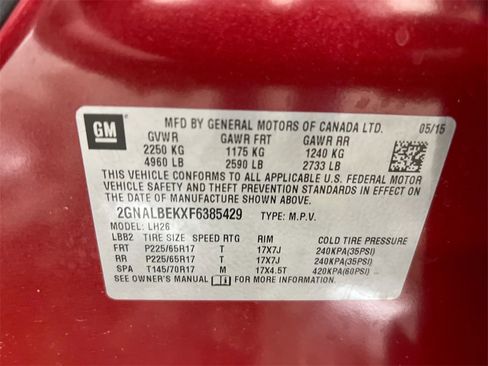 GM
MFD BY GENERAL MOTORS OF CANADA LTD. 05/15
GVWR GAWR FRT GAWR RR
2250 KG 1175 KG 1240 KG
4960 LB 2590 LB 2733 LB
THIS VEHICLE CONFORMS TO ALL APPLICABLE U.S. FEDERAL MOTOR
VEHICLE SAFETY AND THEFT PREVENTION STANDARDS IN EFFECT ON
THE DATE OF MANUFACTURE SHOWN ABOVE.
2GNALBEKXF6385429 TYPE: M.P.V.
MODEL: LH26
LBB2 TIRE SIZE SPEED RTG RIM COLD TIRE PRESSURE
FRT P225/65R17 T 17X7J 240KPA(35PSI)
RR P225/65R17 T 17X7J 240KPA(35PSI)
SPA T145/70R17 M 17X4.5T 420KPA(60PSI)
SEE OWNER'S MANUAL FOR MORE INFORMATION.